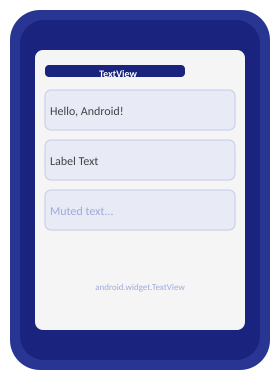 TextView
Hello, Android!
Label Text
Muted text...
android.widget.TextView